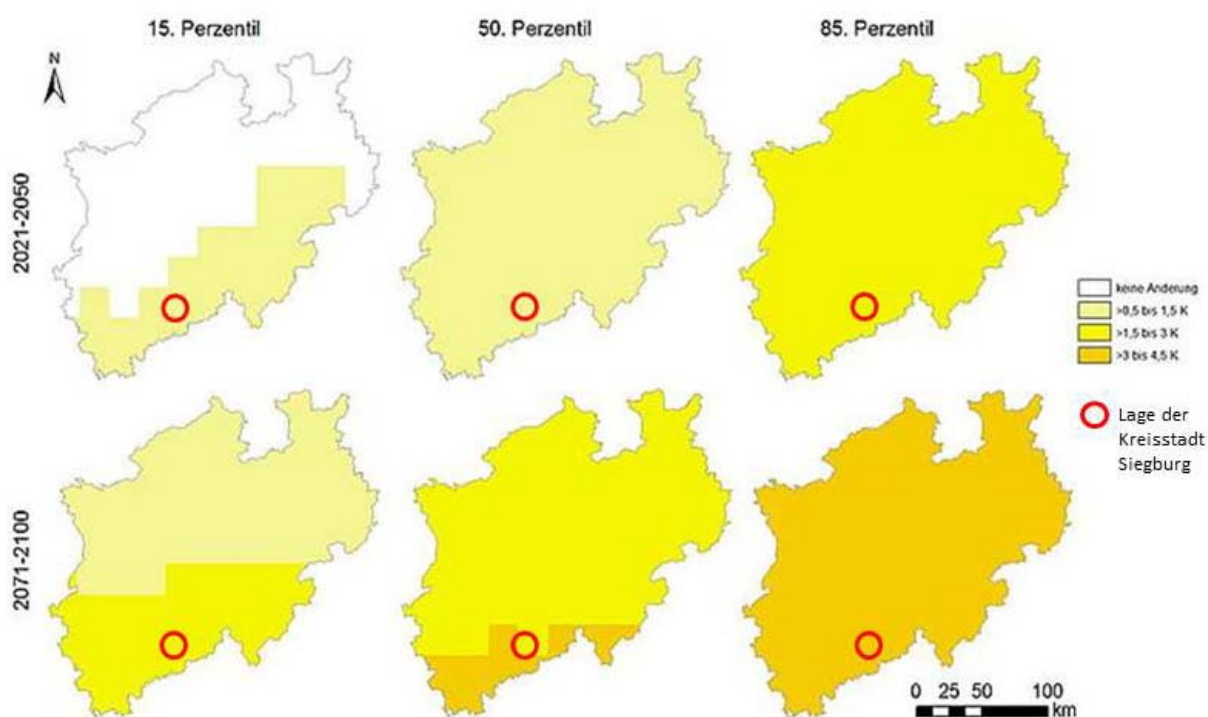 15. Perzentil
50. Perzentil
85. Perzentil
N
2021-2050
keine Änderung
>0,5 bis 1,5 K
>1,5 bis 3 K
>3 bis 4,5 K
Lage der
Kreisstadt
Siegburg
2071-2100
0 25 50 100
km